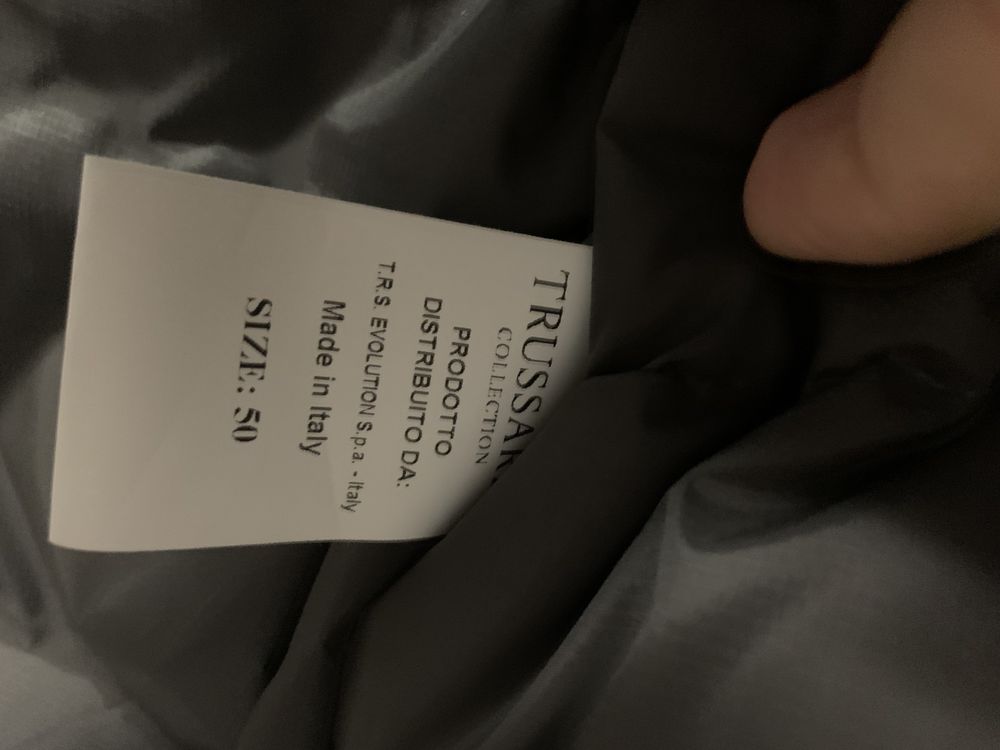 TRUSSAR
COLLECTION
PRODOTTO
DISTRIBUITO DA:
T.R.S. EVOLUTION S.p.a. - Italy
Made in Italy
SIZE: 50